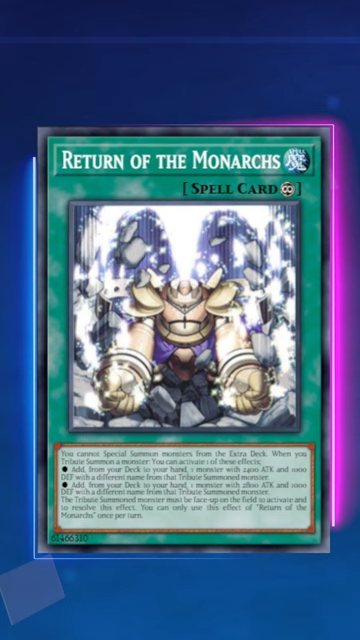 RETURN OF THE MONARCHS
[SPELL CARD]
You cannot Special Summon monsters from the Extra Deck. When you
Tribute Summon a monster: You can activate 1 of these effects;
● Add, from your Deck to your hand, 1 monster with 2400 ATK and 1000
DEF with a different name from that Tribute Summoned monster.
● Add, from your Deck to your hand, 1 monster with 2800 ATK and 1000
DEF with a different name from that Tribute Summoned monster.
The Tribute Summoned monster must be face-up on the field to activate and
to resolve this effect. You can only use this effect of "Return of the
Monarchs" once per turn.
61466310